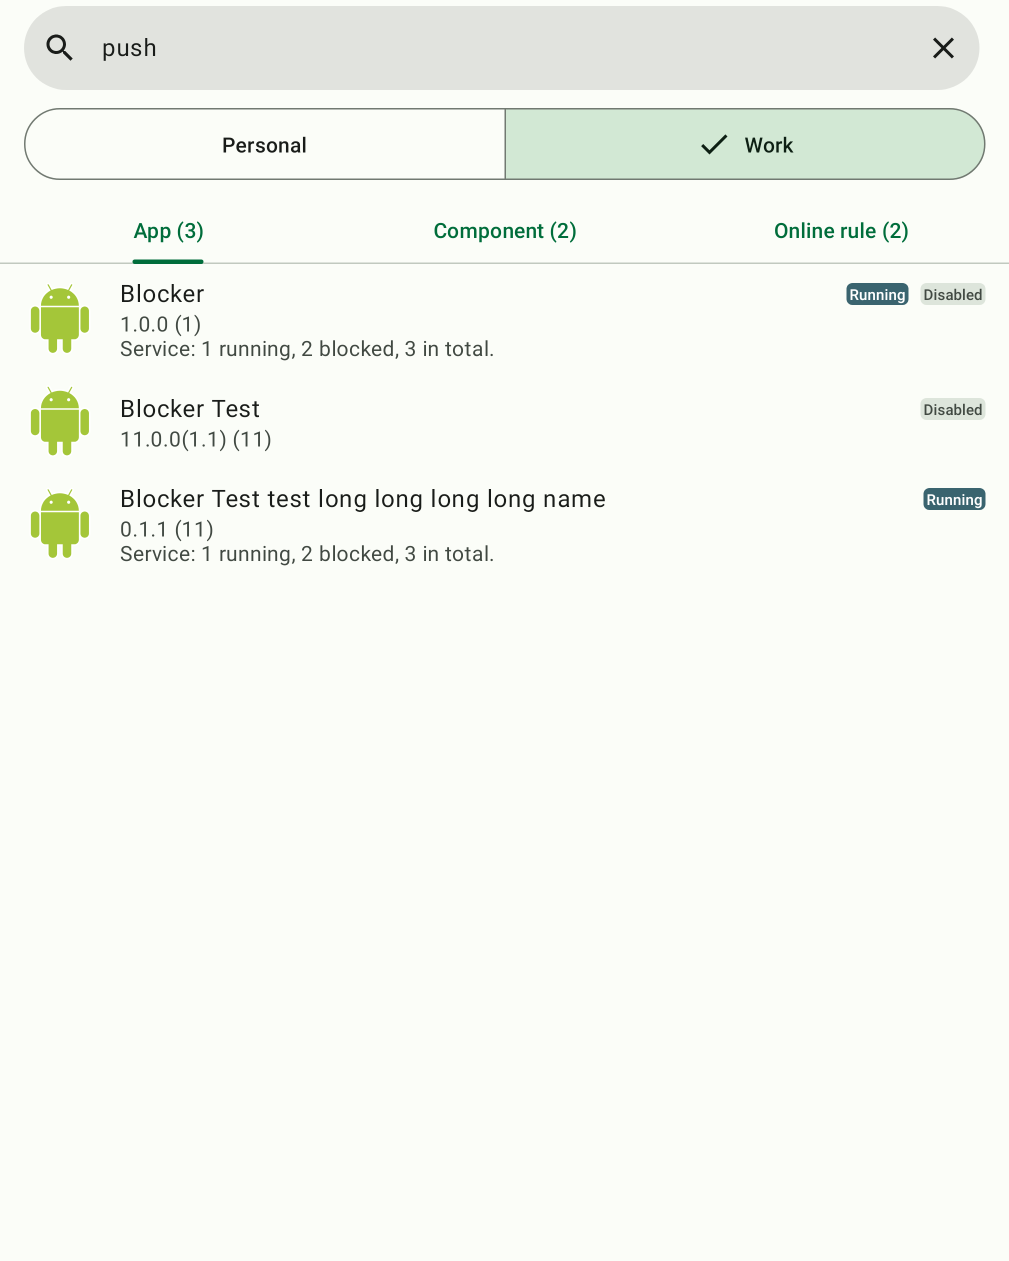 push
Personal
Work
App (3)
Component (2)
Online rule (2)
Blocker
Running
Disabled
1.0.0 (1)
Service: 1 running, 2 blocked, 3 in total.
Blocker Test
Disabled
11.0.0(1.1) (11)
Blocker Test test long long long long name
Running
0.1.1 (11)
Service: 1 running, 2 blocked, 3 in total.